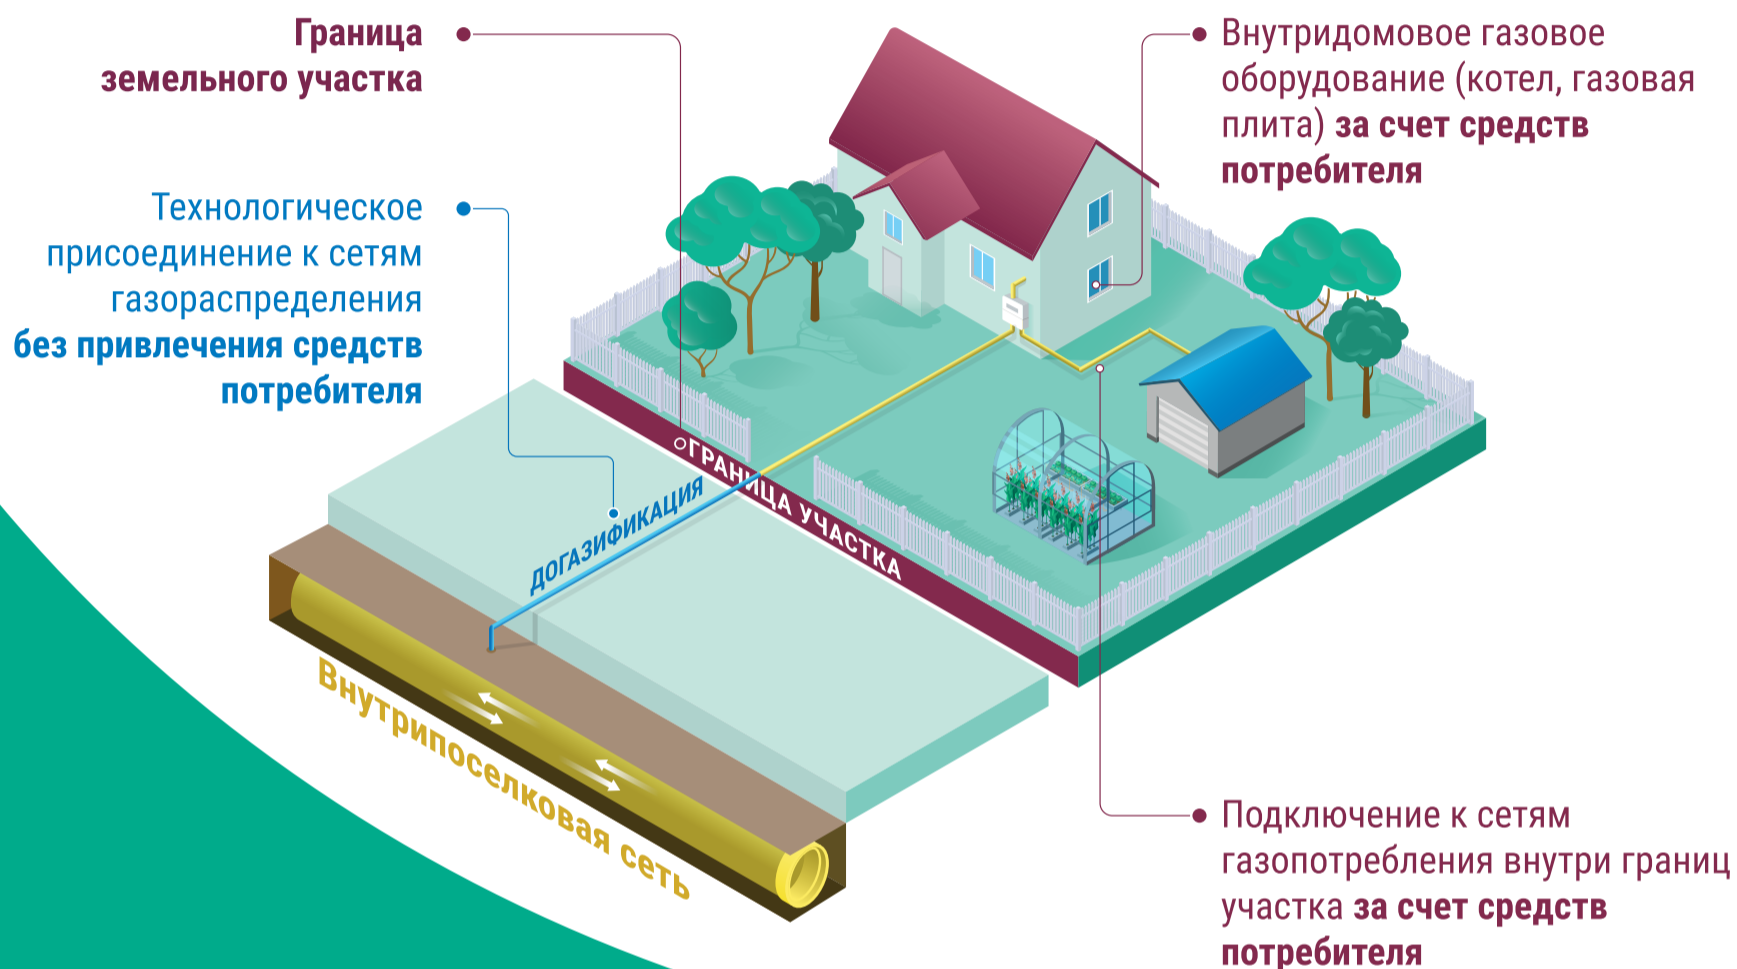 Граница
земельного участка
Технологическое
присоединение к сетям
газораспределения
без привлечения средств
потребителя
Внутридомовое газовое
оборудование (котел, газовая
плита) за счет средств
потребителя
ГРАНИЦА УЧАСТКА
ДОГАЗИФИКАЦИЯ
Внутрипоселковая сеть
Подключение к сетям
газопотребления внутри границ
участка за счет средств
потребителя